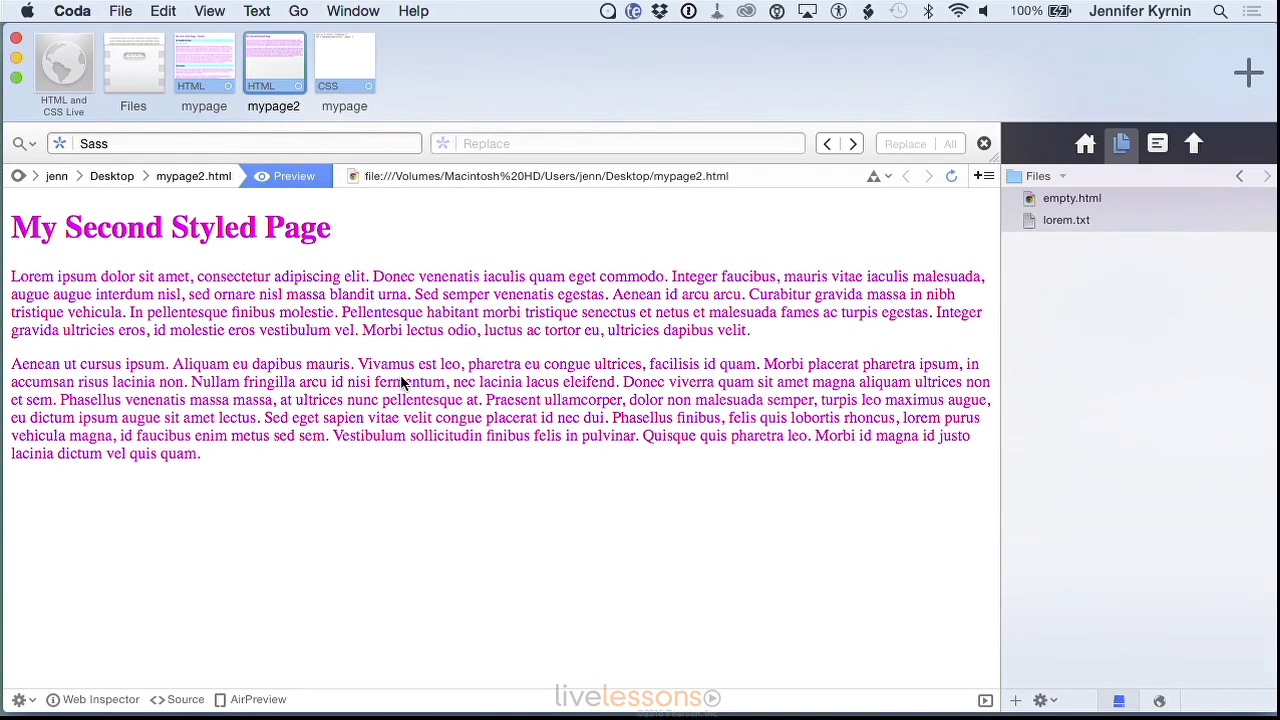 Coda File Edit View Text Go Window Help 100% Jennifer Kyrnin
HTML HTML CSS
HTML and CSS Live Files mypage mypage2 mypage
Sass Replace Replace All
jenn Desktop mypage2.html Preview file:///Volumes/Macintosh%20HD/Users/jenn/Desktop/mypage2.html
Files
empty.html
lorem.txt
My Second Styled Page
Lorem ipsum dolor sit amet, consectetur adipiscing elit. Donec venenatis iaculis quam eget commodo. Integer faucibus, mauris vitae iaculis malesuada,
augue augue interdum nisl, sed ornare nisl massa blandit urna. Sed semper venenatis egestas. Aenean id arcu arcu. Curabitur gravida massa in nibh
tristique vehicula. In pellentesque finibus molestie. Pellentesque habitant morbi tristique senectus et netus et malesuada fames ac turpis egestas. Integer
gravida ultricies eros, id molestie eros vestibulum vel. Morbi lectus odio, luctus ac tortor eu, ultricies dapibus velit.
Aenean ut cursus ipsum. Aliquam eu dapibus mauris. Vivamus est leo, pharetra eu congue ultrices, facilisis id quam. Morbi placerat pharetra ipsum, in
accumsan risus lacinia non. Nullam fringilla arcu id nisi fermentum, nec lacinia lacus eleifend. Donec viverra quam sit amet magna aliquam ultrices non
et sem. Phasellus venenatis massa massa, at ultrices nunc pellentesque at. Praesent ullamcorper, dolor non malesuada semper, turpis leo maximus augue,
eu dictum ipsum augue sit amet lectus. Sed eget sapien vitae velit congue placerat id nec dui. Phasellus finibus, felis quis lobortis rhoncus, lorem purus
vehicula magna, id faucibus enim metus sed sem. Vestibulum sollicitudin finibus felis in pulvinar. Quisque quis pharetra leo. Morbi id magna id justo
lacinia dictum vel quis quam.
Web Inspector Source AirPreview livelessons